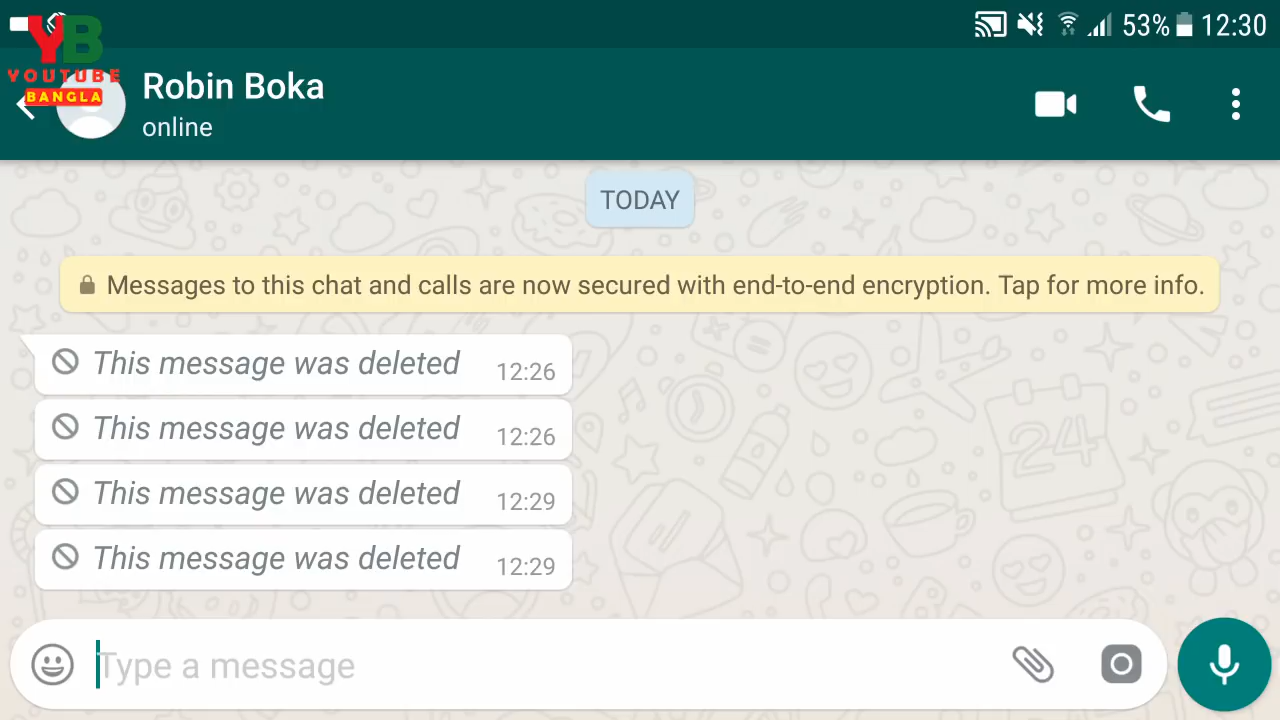 YB
YOUTUBE
BANGLA
53% 12:30
Robin Boka
online
TODAY
Messages to this chat and calls are now secured with end-to-end encryption. Tap for more info.
This message was deleted 12:26
This message was deleted 12:26
This message was deleted 12:29
This message was deleted 12:29
24
Type a message